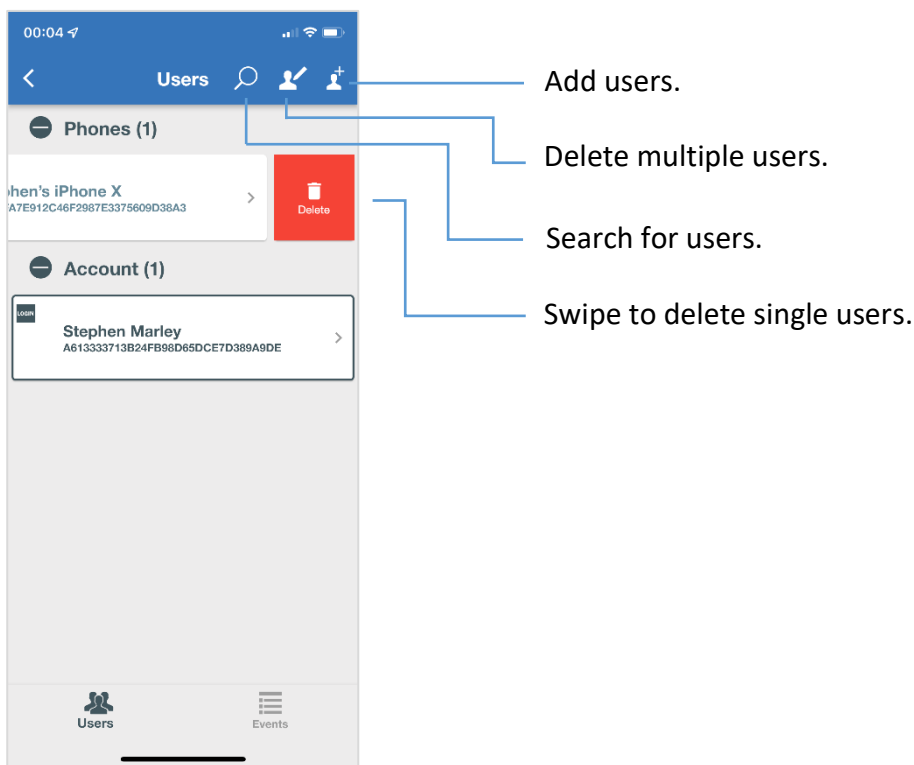 00:04
Users
Add users.
Phones (1)
Delete multiple users.
hen's iPhone X
A7E912C46F2987E3375609D38A3
Delete
Search for users.
Account (1)
Swipe to delete single users.
LOGIN
Stephen Marley
A613333713B24FB98D65DCE7D389A9DE
Users
Events